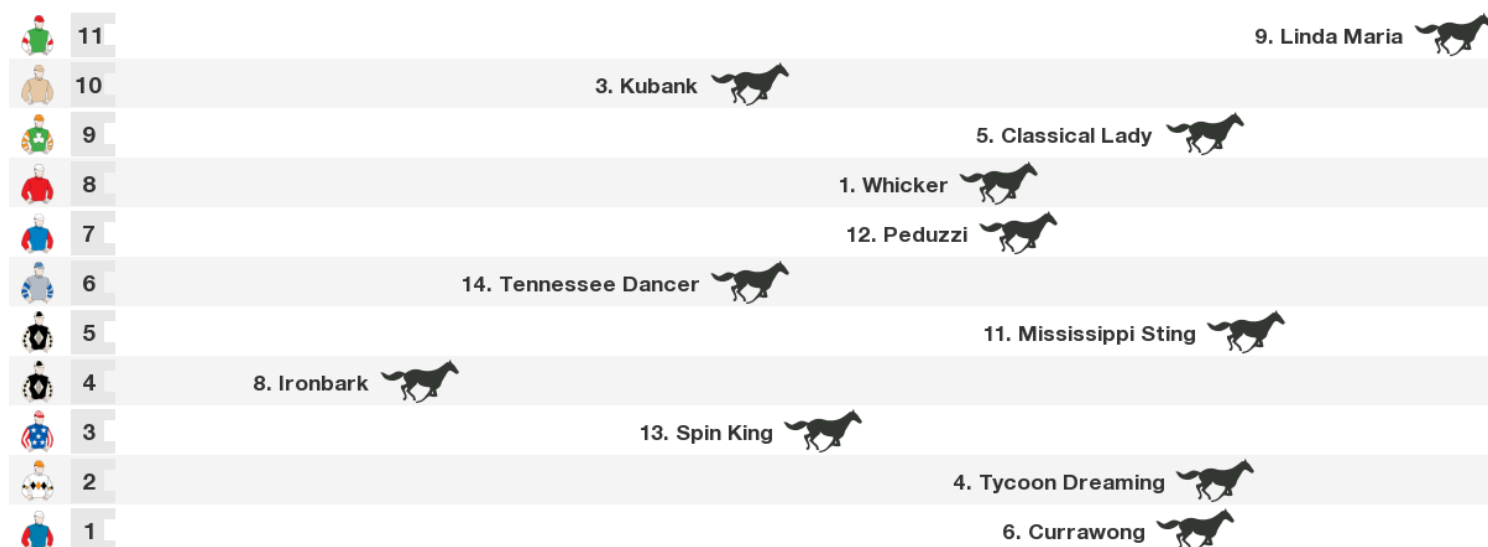 11 9. Linda Maria
10 3. Kubank
9 5. Classical Lady
8 1. Whicker
7 12. Peduzzi
6 14. Tennessee Dancer
5 11. Mississippi Sting
4 8. Ironbark
3 13. Spin King
2 4. Tycoon Dreaming
1 6. Currawong